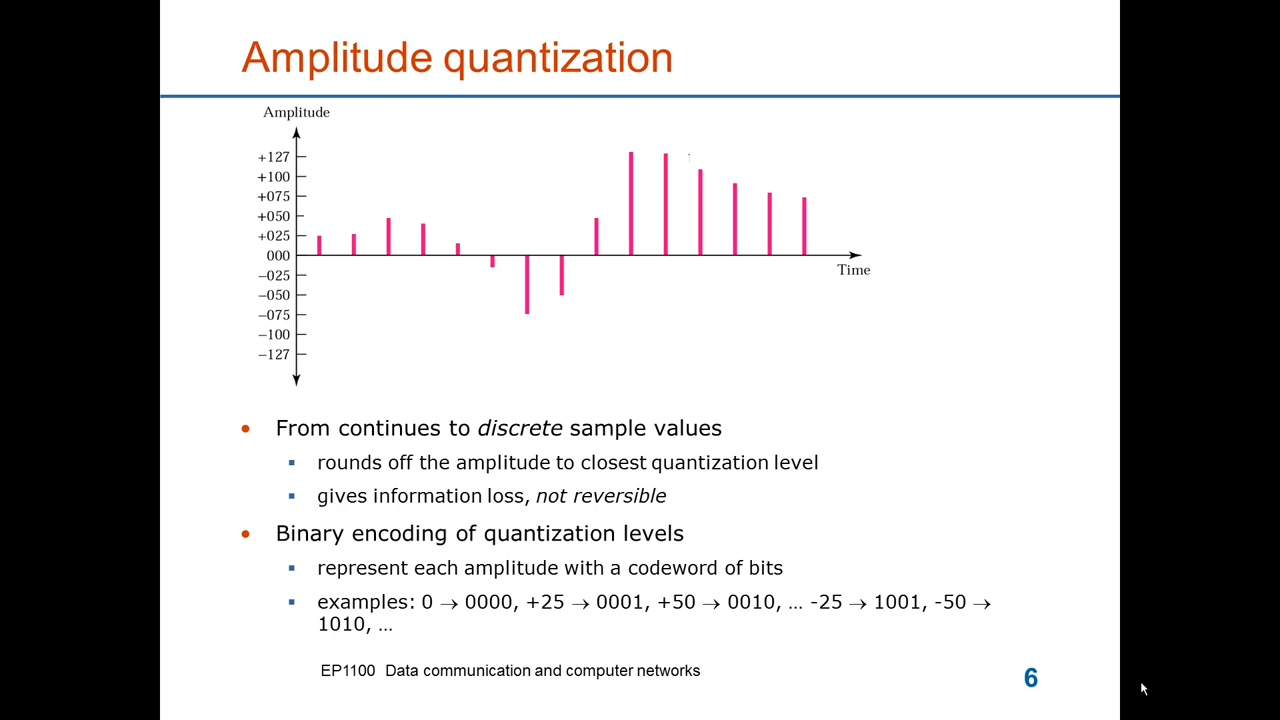 Amplitude quantization
Amplitude
+127
+100
+075
+050
+025
000
−025
−050
−075
−100
−127
Time
• From continues to discrete sample values
▪ rounds off the amplitude to closest quantization level
▪ gives information loss, not reversible
• Binary encoding of quantization levels
▪ represent each amplitude with a codeword of bits
▪ examples: 0 → 0000, +25 → 0001, +50 → 0010, … -25 → 1001, -50 →
1010, …
EP1100 Data communication and computer networks
6